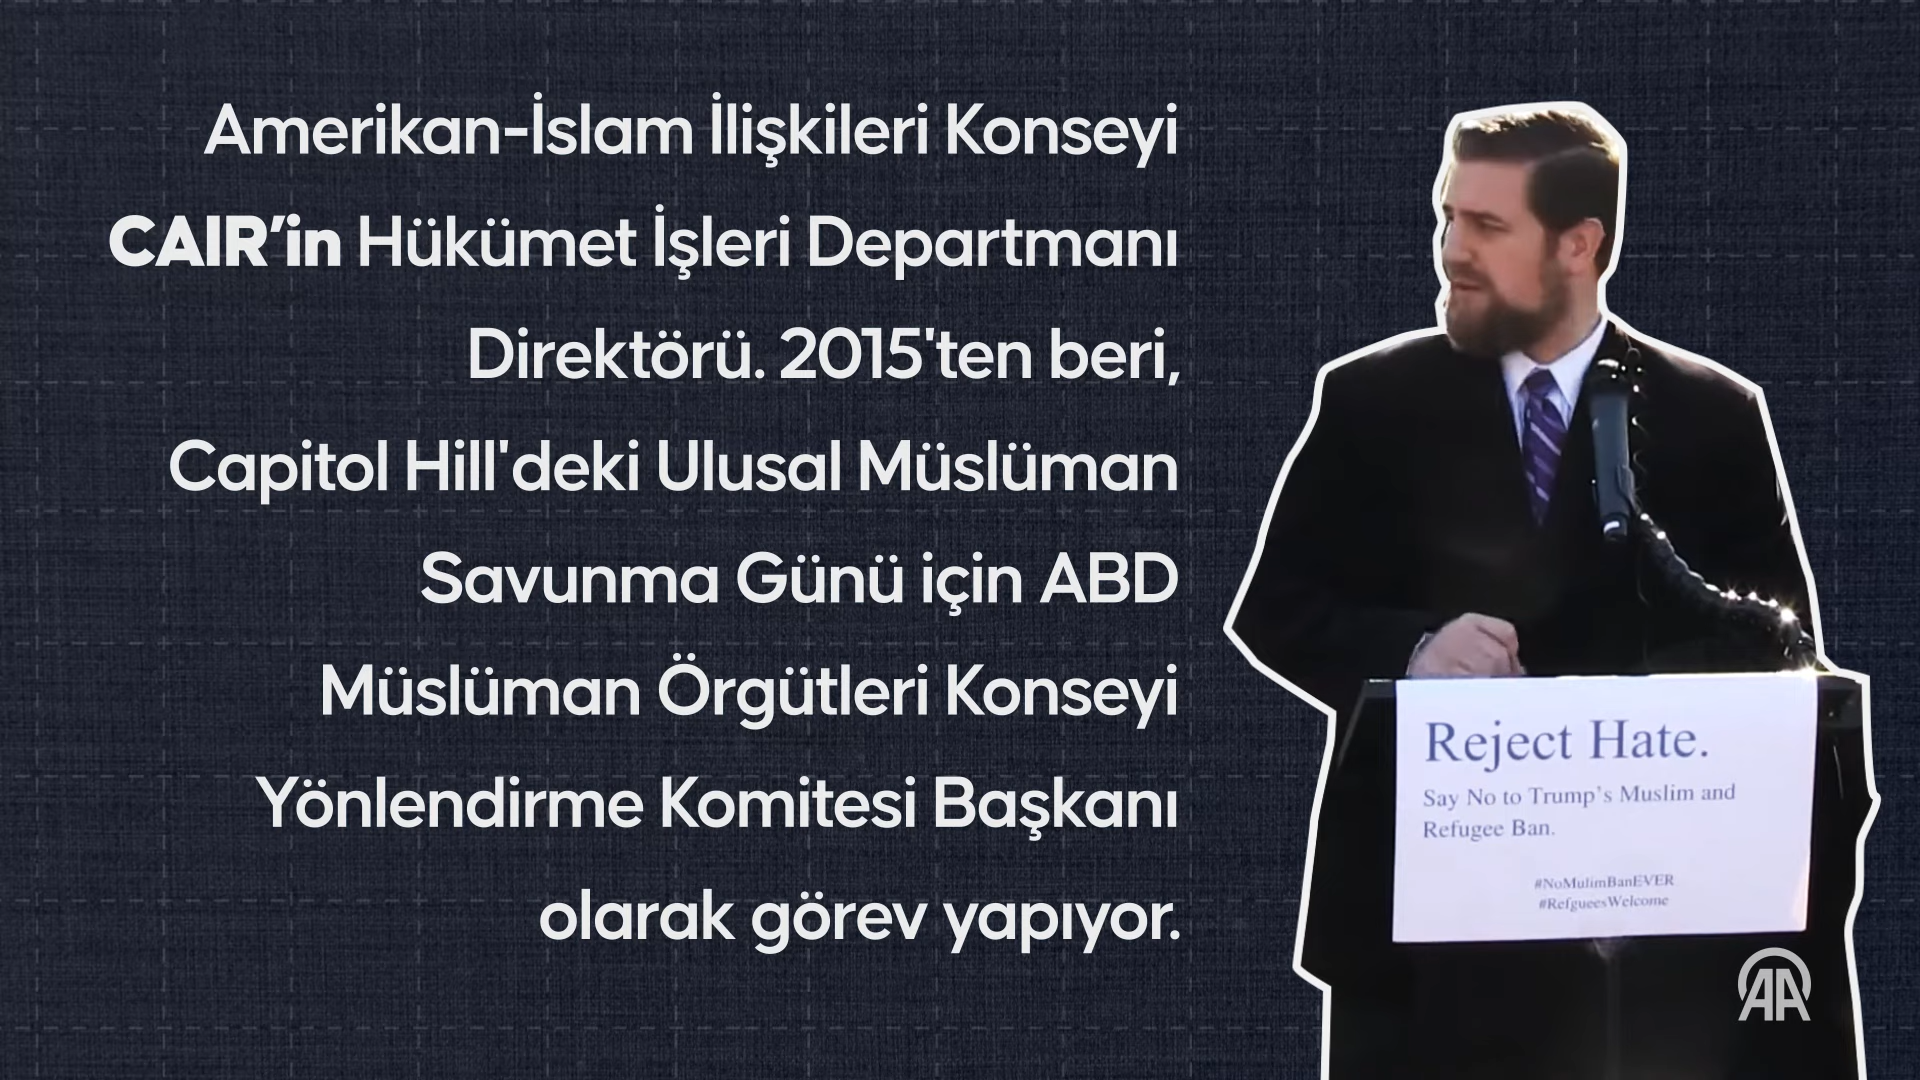 Amerikan-İslam İlişkileri Konseyi
CAIR’in Hükümet İşleri Departmanı
Direktörü. 2015'ten beri,
Capitol Hill'deki Ulusal Müslüman
Savunma Günü için ABD
Müslüman Örgütleri Konseyi
Yönlendirme Komitesi Başkanı
olarak görev yapıyor.
Reject Hate.
Say No to Trump’s Muslim and
Refugee Ban.
#NoMulimBanEVER
#RefgueesWelcome
AA